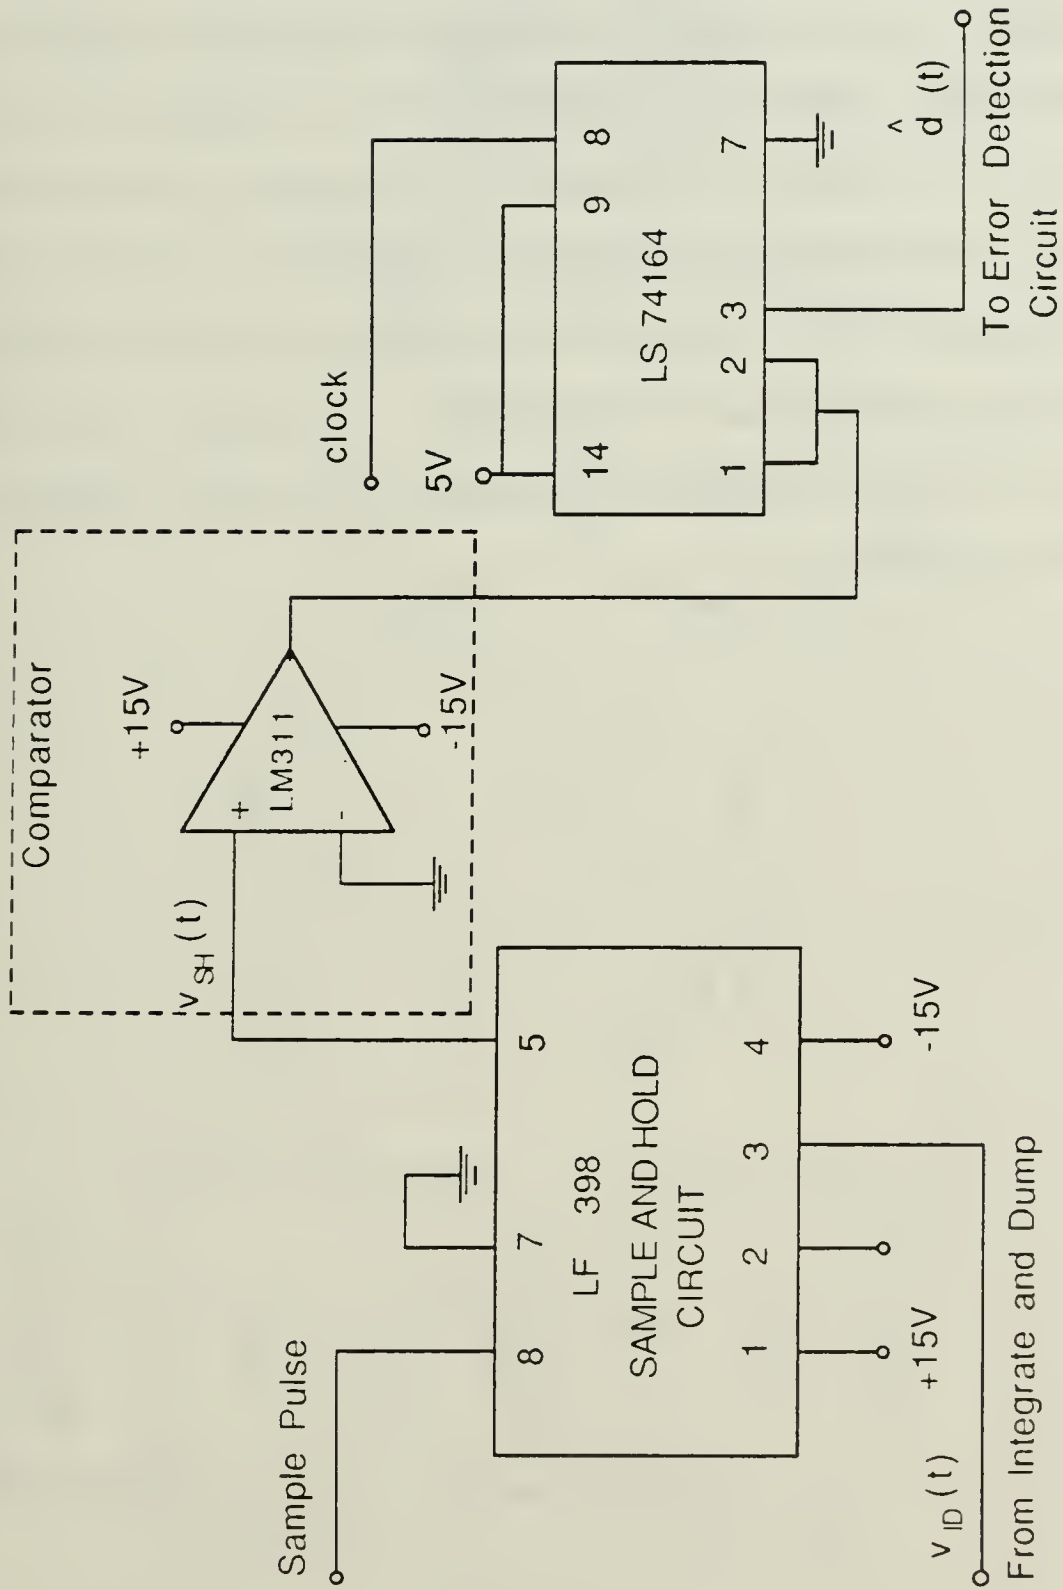 Comparator
+15V
v SH (t)
+
LM311
-
-15V
Sample Pulse
clock
5V
8 7 5
LF 398
SAMPLE AND HOLD
CIRCUIT
1 2 3 4
+15V
-15V
v ID (t)
From Integrate and Dump
14 9 8
LS 74164
1 2 3 7
^
d (t)
To Error Detection
Circuit